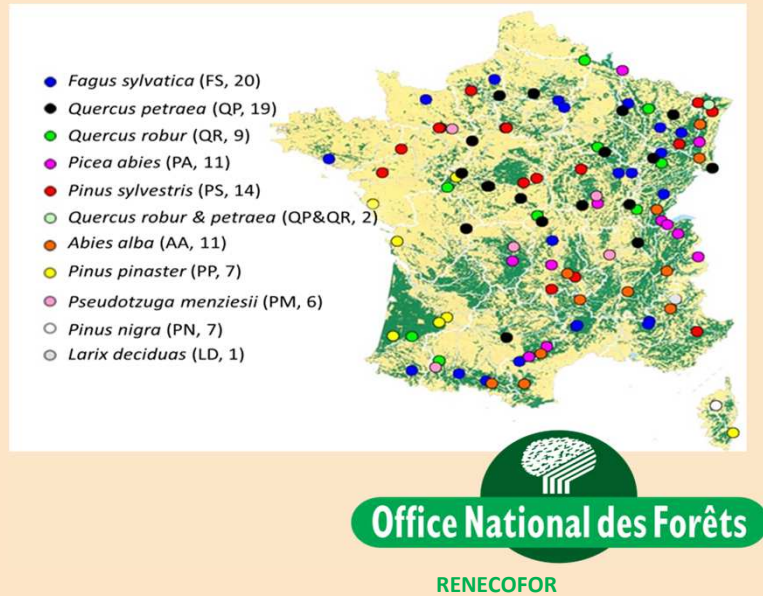 Fagus sylvatica (FS, 20)
Quercus petraea (QP, 19)
Quercus robur (QR, 9)
Picea abies (PA, 11)
Pinus sylvestris (PS, 14)
Quercus robur & petraea (QP&QR, 2)
Abies alba (AA, 11)
Pinus pinaster (PP, 7)
Pseudotzuga menziesii (PM, 6)
Pinus nigra (PN, 7)
Larix deciduas (LD, 1)
Office National des Forêts
RENECOFOR